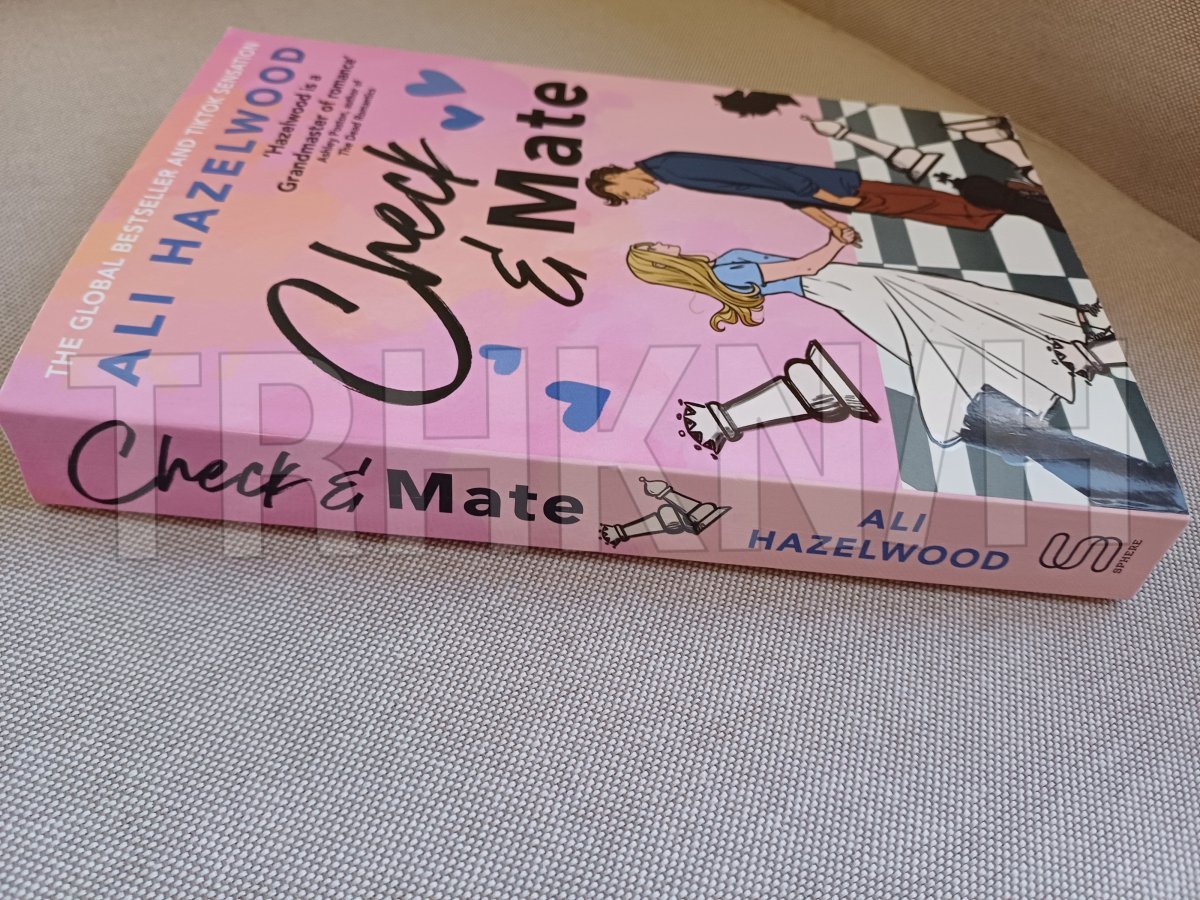 THE GLOBAL BESTSELLER AND TIKTOK SENSATION
ALI HAZELWOOD
'Hazelwood is a
Grandmaster of romance'
Ashley Poston, author of
The Dead Romantics
Check
& Mate
Check & Mate
ALI
HAZELWOOD
SPHERE
TRHKN/H